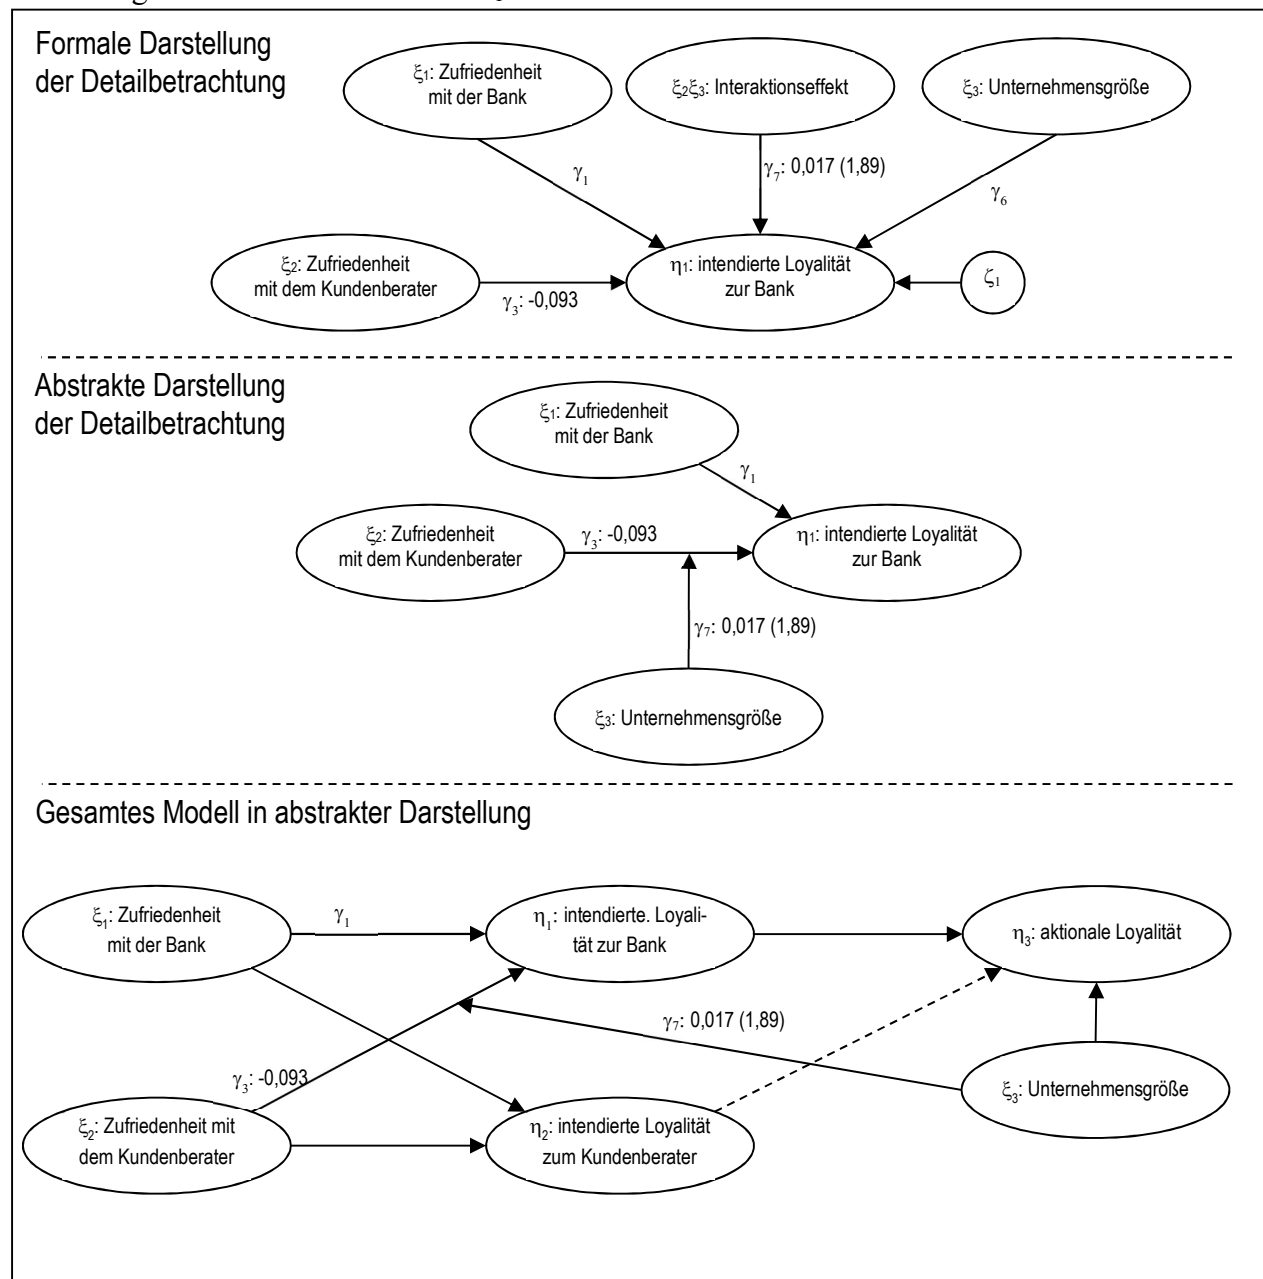 Formale Darstellung
der Detailbetrachtung
ξ1: Zufriedenheit
mit der Bank
ξ2ξ3: Interaktionseffekt
ξ3: Unternehmensgröße
γ1
γ7: 0,017 (1,89)
γ6
ξ2: Zufriedenheit
mit dem Kundenberater
γ3: -0,093
η1: intendierte Loyalität
zur Bank
ζ1
Abstrakte Darstellung
der Detailbetrachtung
ξ1: Zufriedenheit
mit der Bank
γ1
ξ2: Zufriedenheit
mit dem Kundenberater
γ3: -0,093
η1: intendierte Loyalität
zur Bank
γ7: 0,017 (1,89)
ξ3: Unternehmensgröße
Gesamtes Modell in abstrakter Darstellung
ξ1: Zufriedenheit
mit der Bank
γ1
η1: intendierte. Loyali-
tät zur Bank
η3: aktionale Loyalität
γ7: 0,017 (1,89)
γ3: -0,093
ξ3: Unternehmensgröße
ξ2: Zufriedenheit mit
dem Kundenberater
η2: intendierte Loyalität
zum Kundenberater